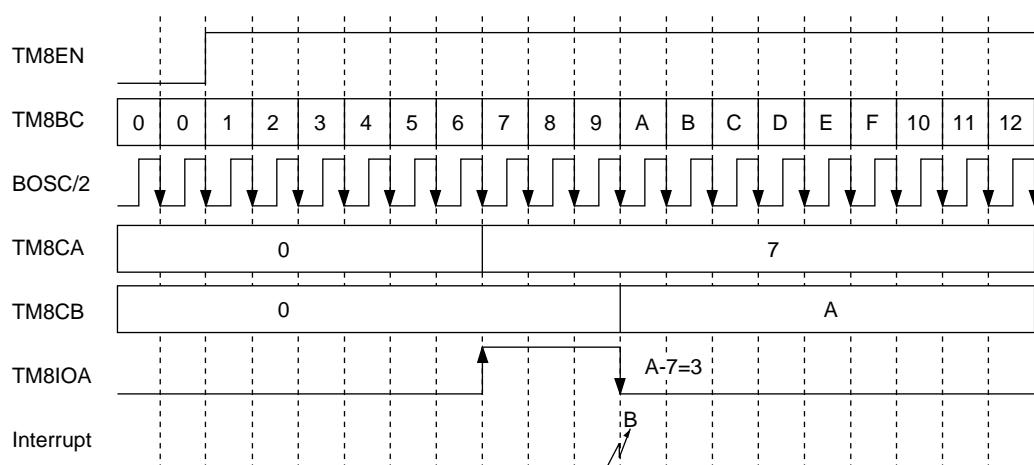 TM8EN
TM8BC 0 0 1 2 3 4 5 6 7 8 9 A B C D E F 10 11 12
BOSC/2
TM8CA 0 7
TM8CB 0 A
TM8IOA A-7=3
Interrupt B